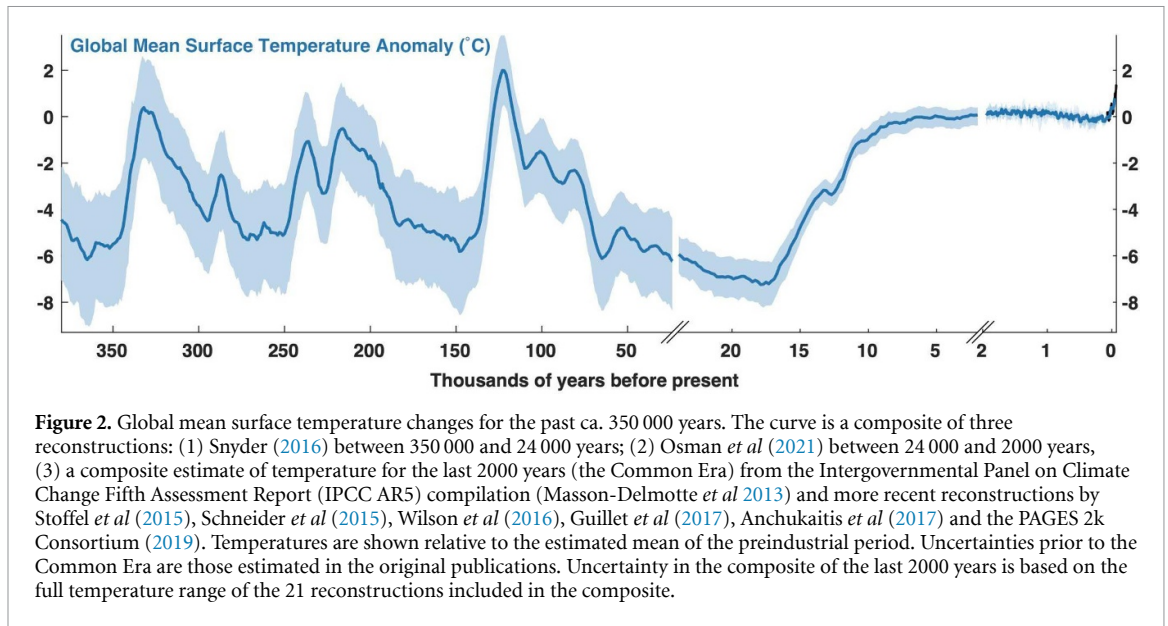 Global Mean Surface Temperature Anomaly (°C)
2 2
0 0
-2 -2
-4 -4
-6 -6
-8 -8
350 300 250 200 150 100 50 20 15 10 5 2 1 0
Thousands of years before present
Figure 2. Global mean surface temperature changes for the past ca. 350 000 years. The curve is a composite of three
reconstructions: (1) Snyder (2016) between 350 000 and 24 000 years; (2) Osman et al (2021) between 24 000 and 2000 years,
(3) a composite estimate of temperature for the last 2000 years (the Common Era) from the Intergovernmental Panel on Climate
Change Fifth Assessment Report (IPCC AR5) compilation (Masson-Delmotte et al 2013) and more recent reconstructions by
Stoffel et al (2015), Schneider et al (2015), Wilson et al (2016), Guillet et al (2017), Anchukaitis et al (2017) and the PAGES 2k
Consortium (2019). Temperatures are shown relative to the estimated mean of the preindustrial period. Uncertainties prior to the
Common Era are those estimated in the original publications. Uncertainty in the composite of the last 2000 years is based on the
full temperature range of the 21 reconstructions included in the composite.